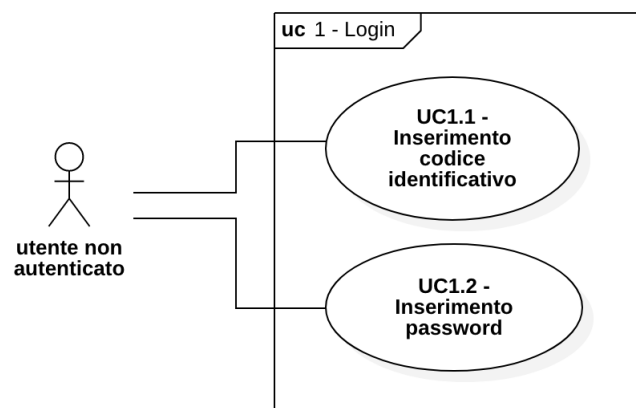 uc 1 - Login
UC1.1 -
Inserimento
codice
identificativo
utente non
autenticato
UC1.2 -
Inserimento
password